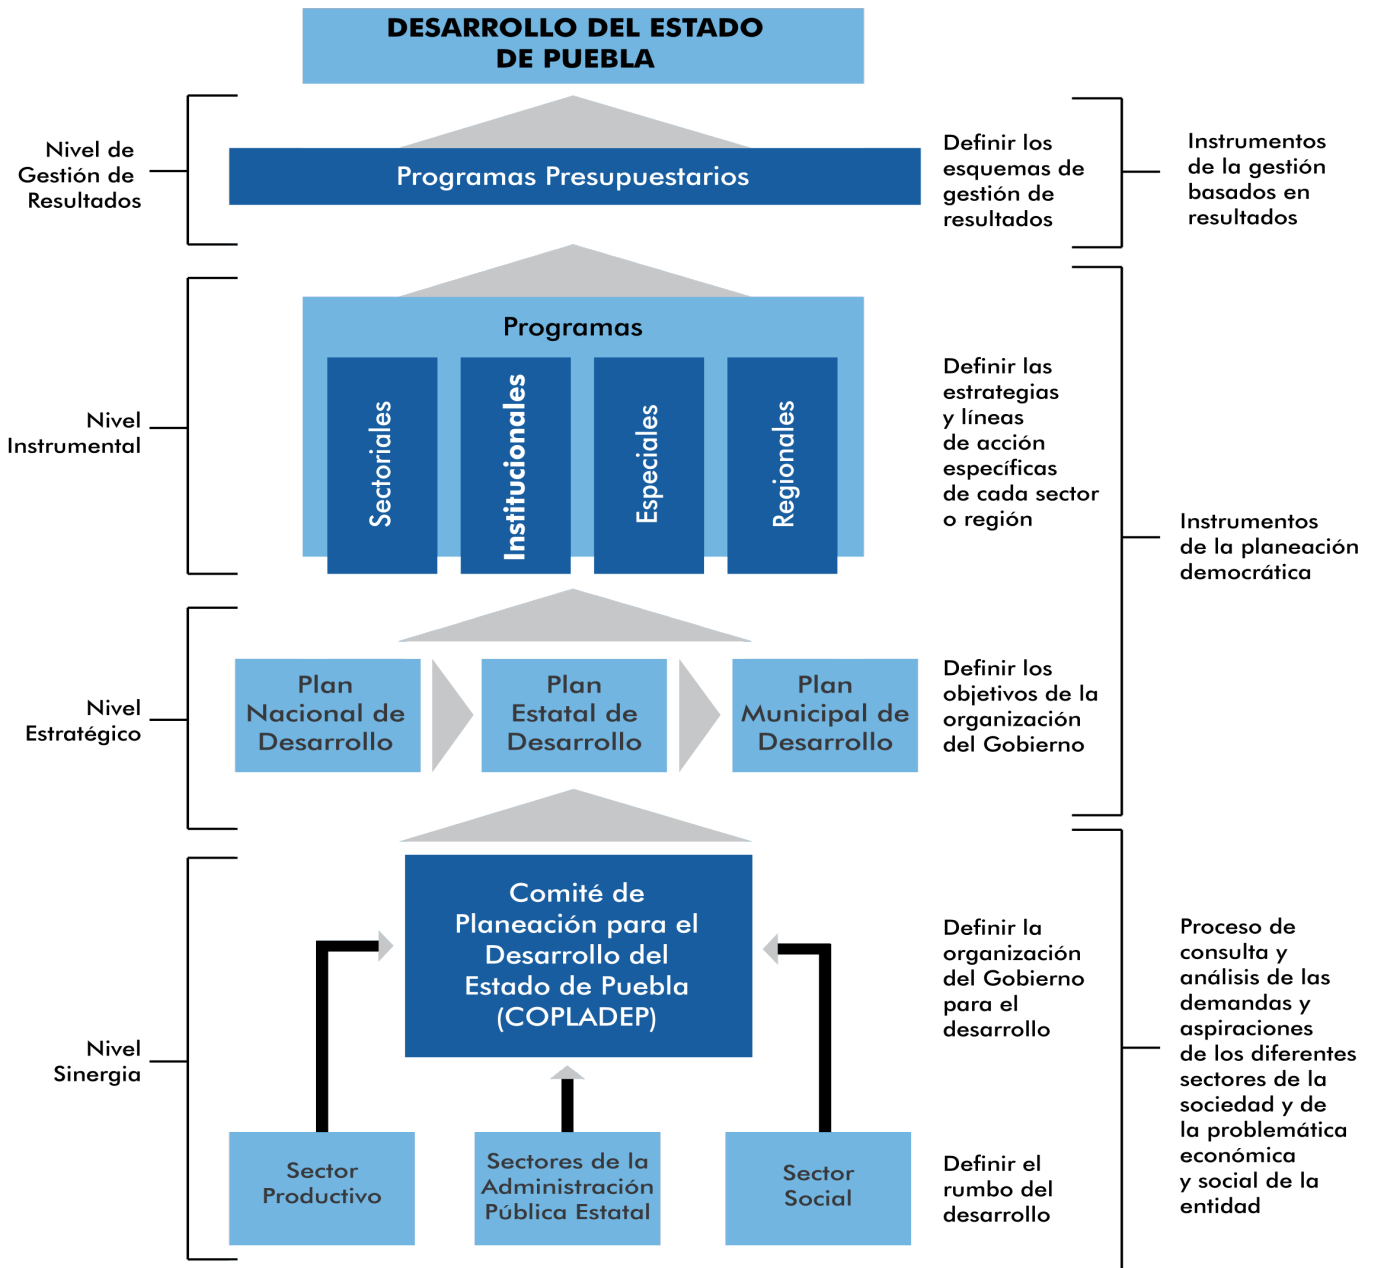 DESARROLLO DEL ESTADO
DE PUEBLA
Nivel de
Gestión de
Resultados
Programas Presupuestarios
Definir los
esquemas de
gestión de
resultados
Instrumentos
de la gestión
basados en
resultados
Nivel
Instrumental
Programas
Sectoriales
Institucionales
Especiales
Regionales
Definir las
estrategias
y líneas
de acción
específicas
de cada sector
o región
Instrumentos
de la planeación
democrática
Nivel
Estratégico
Plan
Nacional de
Desarrollo
Plan
Estatal de
Desarrollo
Plan
Municipal de
Desarrollo
Definir los
objetivos de la
organización
del Gobierno
Nivel
Sinergia
Comité de
Planeación para el
Desarrollo del
Estado de Puebla
(COPLADEP)
Definir la
organización
del Gobierno
para el
desarrollo
Proceso de
consulta y
análisis de las
demandas y
aspiraciones
de los diferentes
sectores de la
sociedad y de
la problemática
económica
y social de la
entidad
Sector
Productivo
Sectores de la
Administración
Pública Estatal
Sector
Social
Definir el
rumbo del
desarrollo